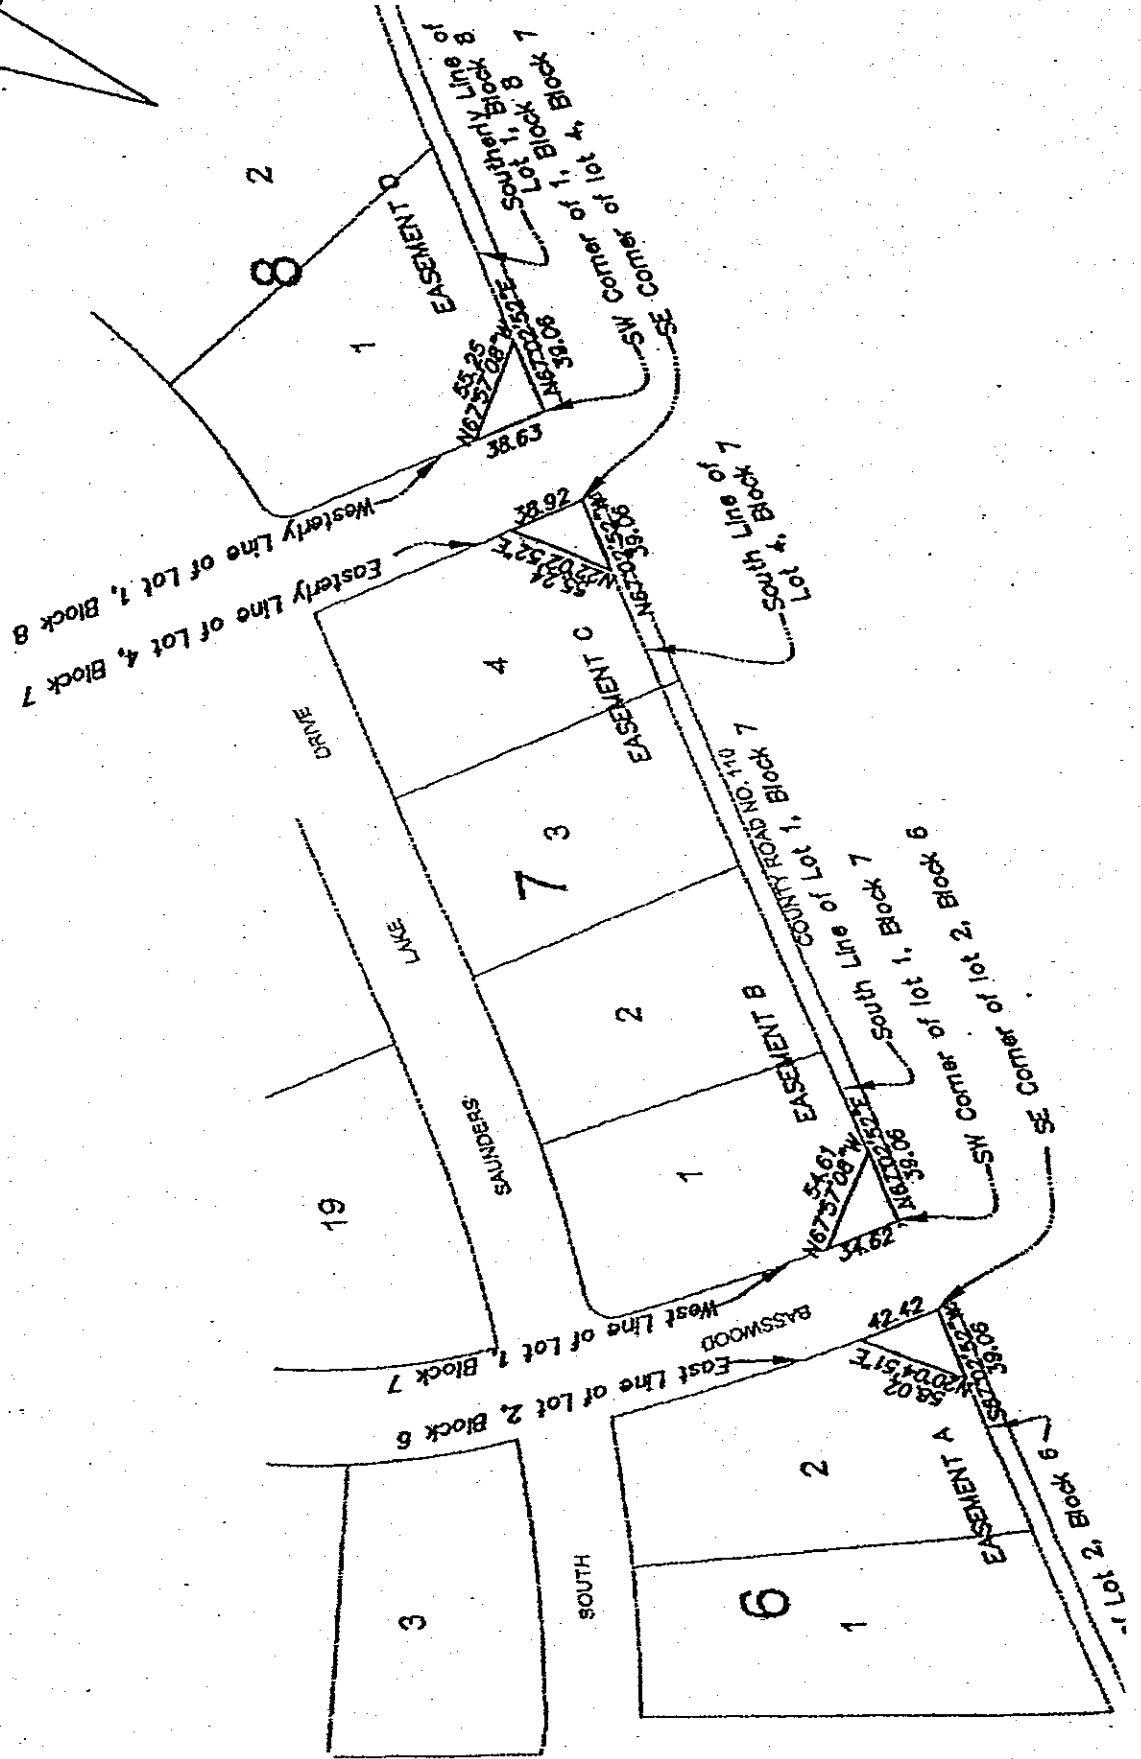 2
8
1
EASEMENT D
Southerly Line of
Lot 1, Block 8
SW Corner of 1, Block 8
SE Corner of lot 4, Block 7
55.25
N67°57'08"W
N67°02'52"E
39.06
38.63
Westerly Line of Lot 1, Block 8
Easterly Line of Lot 4, Block 7
38.92
55.24
39.06
South Line of
Lot 4, Block 7
DRIVE
4
EASEMENT C
3
7
LAKE
2
COUNTY ROAD NO. 110
South Line of Lot 1, Block 7
EASEMENT B
South Line of lot 1, Block 7
SW Corner of lot 1, Block 7
SE Corner of lot 2, Block 6
SAUNDERS
19
1
54.61
N67°57'08"W
N67°02'52"E
39.06
34.62
West Line of Lot 1, Block 7
BASSWOOD
East Line of Lot 2, Block 6
42.42
58.02
N20°04'51"E
S67°02'52"W
39.06
2
EASEMENT A
Lot 2, Block 6
SOUTH
3
6
1